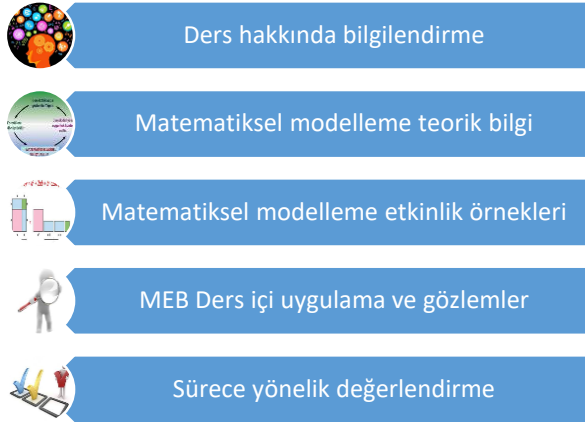 Ders hakkında bilgilendirme
Matematiksel modelleme teorik bilgi
Matematiksel modelleme etkinlik örnekleri
MEB Ders içi uygulama ve gözlemler
Sürece yönelik değerlendirme